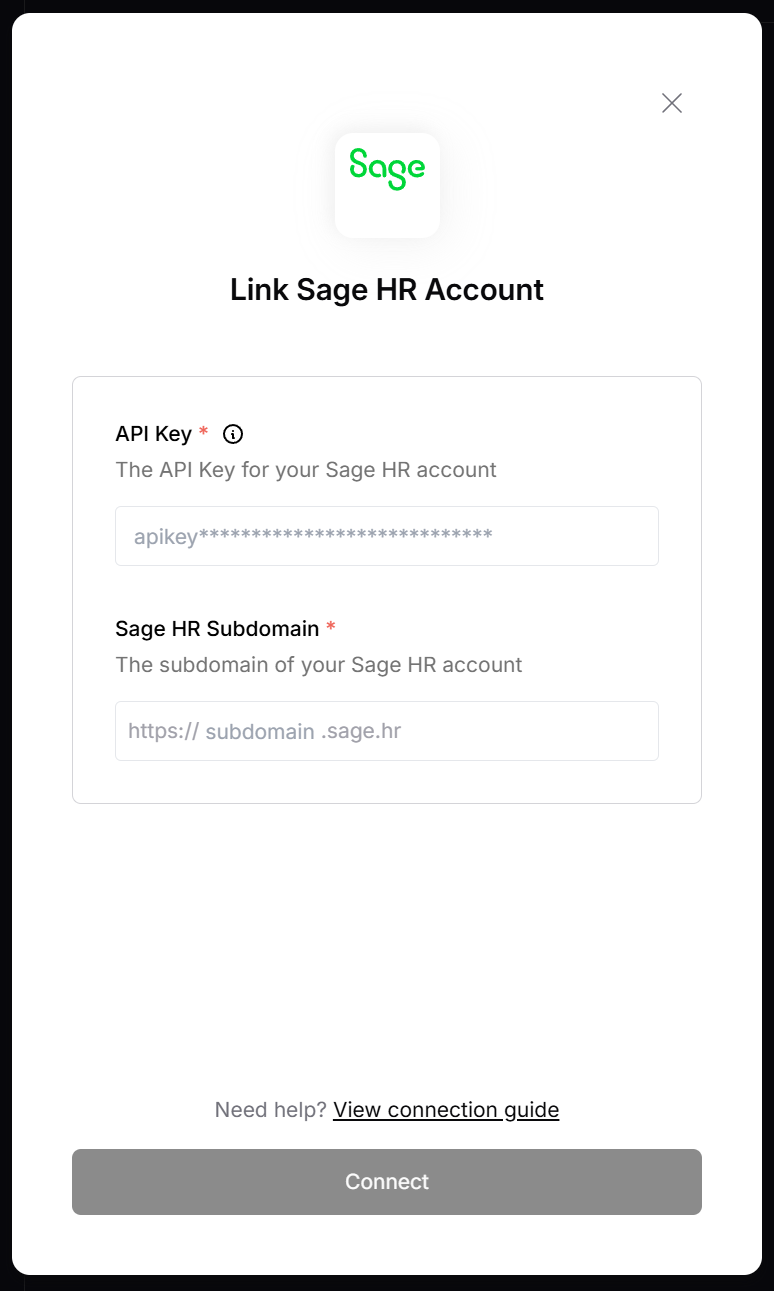 Sage
Link Sage HR Account
API Key *
The API Key for your Sage HR account
apikey****************************
Sage HR Subdomain *
The subdomain of your Sage HR account
https:// subdomain .sage.hr
Need help? View connection guide
Connect